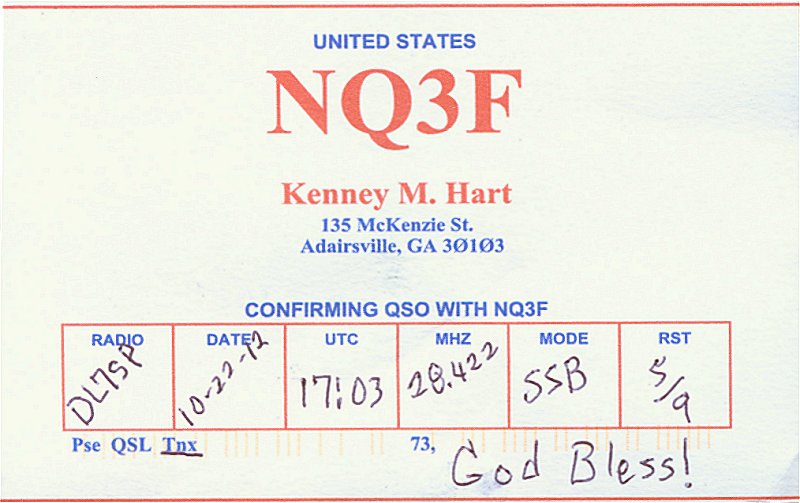 UNITED STATES
NQ3F
Kenney M. Hart
135 McKenzie St.
Adairsville, GA 3Ø1Ø3
CONFIRMING QSO WITH NQ3F
RADIO DATE UTC MHZ MODE RST
DL7SP 10-22-12 17:03 28.422 SSB 5/9
Pse QSL Tnx 73, God Bless!